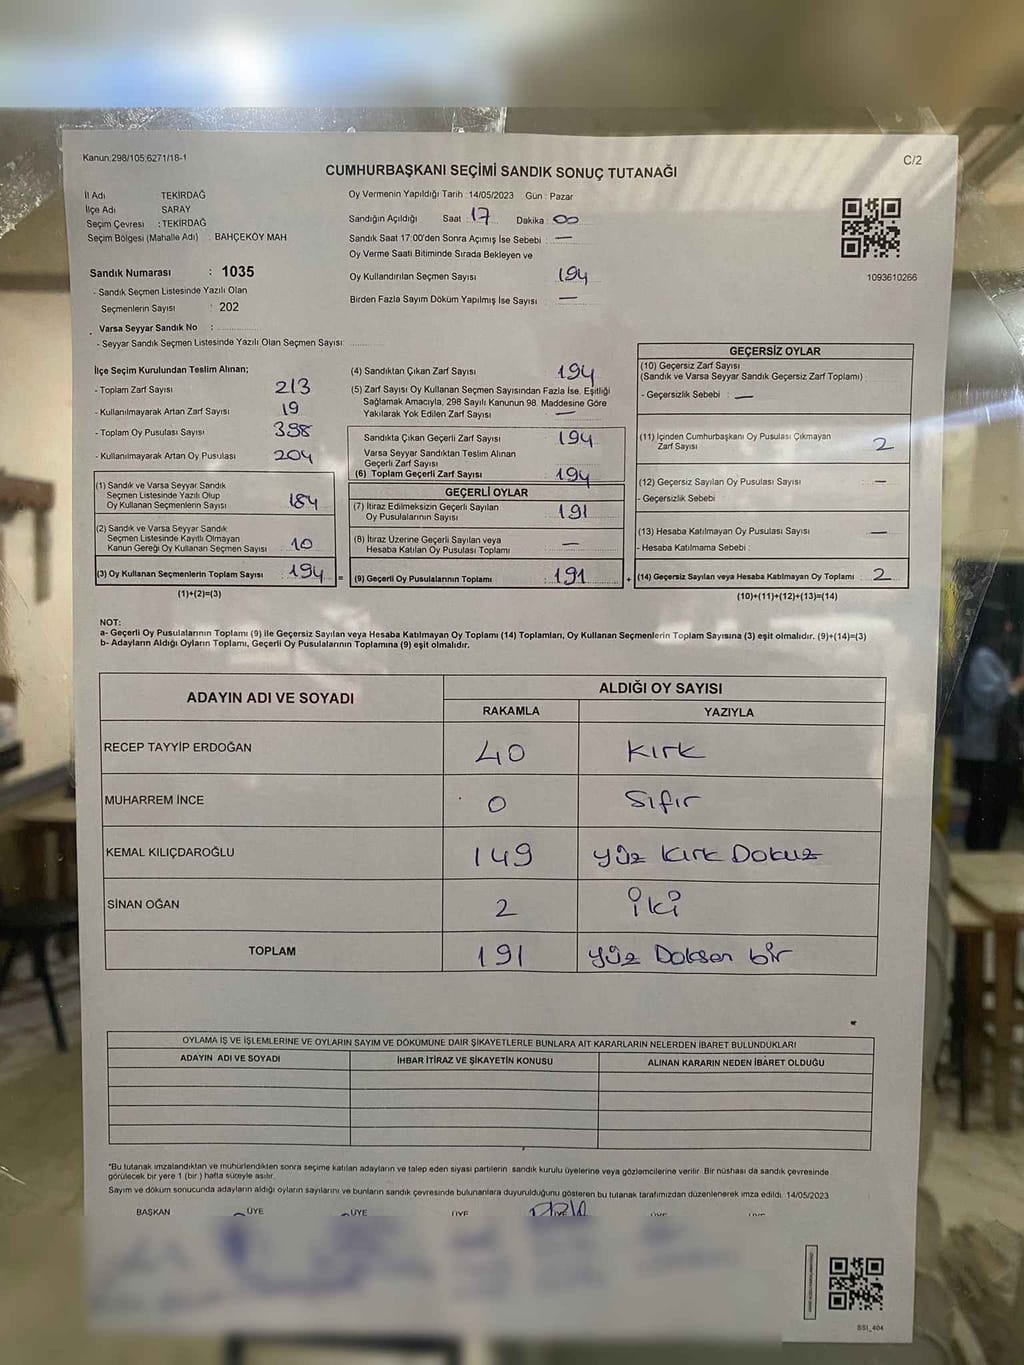 Kanun:298/105;6271/18-1
C/2
CUMHURBAŞKANI SEÇİMİ SANDIK SONUÇ TUTANAĞI
İl Adı TEKİRDAĞ
İlçe Adı SARAY
Seçim Çevresi : TEKİRDAĞ
Seçim Bölgesi (Mahalle Adı) : BAHÇEKÖY MAH
Sandık Numarası : 1035
- Sandık Seçmen Listesinde Yazılı Olan
Seçmenlerin Sayısı : 202
Varsa Seyyar Sandık No :
- Seyyar Sandık Seçmen Listesinde Yazılı Olan Seçmen Sayısı:
Oy Vermenin Yapıldığı Tarih : 14/05/2023 Gün : Pazar
Sandığın Açıldığı Saat : 17 Dakika : 00
Sandık Saat 17:00'den Sonra Açımış İse Sebebi : —
Oy Verme Saati Bitiminde Sırada Bekleyen ve
Oy Kullandırılan Seçmen Sayısı 194
Birden Fazla Sayım Döküm Yapılmış İse Sayısı : —
1093610266
İlçe Seçim Kurulundan Teslim Alınan;
- Toplam Zarf Sayısı 213
- Kullanılmayarak Artan Zarf Sayısı 19
- Toplam Oy Pusulası Sayısı 398
- Kullanılmayarak Artan Oy Pusulası 204
(1) Sandık ve Varsa Seyyar Sandık
Seçmen Listesinde Yazılı Olup
Oy Kullanan Seçmenlerin Sayısı 184
(2) Sandık ve Varsa Seyyar Sandık
Seçmen Listesinde Kayıtlı Olmayan
Kanun Gereği Oy Kullanan Seçmen Sayısı 10
(3) Oy Kullanan Seçmenlerin Toplam Sayısı : 194
(1)+(2)=(3)
=
(4) Sandıktan Çıkan Zarf Sayısı 194
(5) Zarf Sayısı Oy Kullanan Seçmen Sayısından Fazla İse, Eşitliği
Sağlamak Amacıyla, 298 Sayılı Kanunun 98. Maddesine Göre
Yakılarak Yok Edilen Zarf Sayısı —
Sandıkta Çıkan Geçerli Zarf Sayısı 194
Varsa Seyyar Sandıktan Teslim Alınan
Geçerli Zarf Sayısı
(6) Toplam Geçerli Zarf Sayısı : 194
GEÇERLİ OYLAR
(7) İtiraz Edilmeksizin Geçerli Sayılan
Oy Pusulalarının Sayısı 191
(8) İtiraz Üzerine Geçerli Sayılan veya
Hesaba Katılan Oy Pusulası Toplamı : —
(9) Geçerli Oy Pusulalarının Toplamı : 191
+
GEÇERSİZ OYLAR
(10) Geçersiz Zarf Sayısı
(Sandık ve Varsa Seyyar Sandık Geçersiz Zarf Toplamı)
- Geçersizlik Sebebi : —
(11) İçinden Cumhurbaşkanı Oy Pusulası Çıkmayan
Zarf Sayısı 2
(12) Geçersiz Sayılan Oy Pusulası Sayısı —
- Geçersizlik Sebebi
(13) Hesaba Katılmayan Oy Pusulası Sayısı —
- Hesaba Katılmama Sebebi :
(14) Geçersiz Sayılan veya Hesaba Katılmayan Oy Toplamı : 2
(10)+(11)+(12)+(13)=(14)
NOT:
a- Geçerli Oy Pusulalarının Toplamı (9) ile Geçersiz Sayılan veya Hesaba Katılmayan Oy Toplamı (14) Toplamları, Oy Kullanan Seçmenlerin Toplam Sayısına (3) eşit olmalıdır. (9)+(14)=(3)
b- Adayların Aldığı Oyların Toplamı, Geçerli Oy Pusulalarının Toplamına (9) eşit olmalıdır.
ADAYIN ADI VE SOYADI
ALDIĞI OY SAYISI
RAKAMLA YAZIYLA
RECEP TAYYİP ERDOĞAN 40 Kırk
MUHARREM İNCE 0 Sıfır
KEMAL KILIÇDAROĞLU 149 Yüz Kırk Dokuz
SİNAN OĞAN 2 İki
TOPLAM 191 Yüz Doksan bir
OYLAMA İŞ VE İŞLEMLERİNE VE OYLARIN SAYIM VE DÖKÜMÜNE DAİR ŞİKAYETLERLE BUNLARA AİT KARARLARIN NELERDEN İBARET BULUNDUKLARI
ADAYIN ADI VE SOYADI
İHBAR İTİRAZ VE ŞİKAYETİN KONUSU
ALINAN KARARIN NEDEN İBARET OLDUĞU
*Bu tutanak imzalandıktan ve mühürlendikten sonra seçime katılan adayların ve talep eden siyasi partilerin sandık kurulu üyelerine veya gözlemcilerine verilir. Bir nüshası da sandık çevresinde
görülecek bir yere 1 (bir) hafta süreyle asılır.
Sayım ve döküm sonucunda adayların aldığı oyların sayılarını ve bunların sandık çevresinde bulunanlara duyurulduğunu gösteren bu tutanak tarafımızdan düzenlenerek imza edildi. 14/05/2023
BAŞKAN ÜYE ÜYE ÜYE ÜYE ÜYE ÜYE
SSI_404